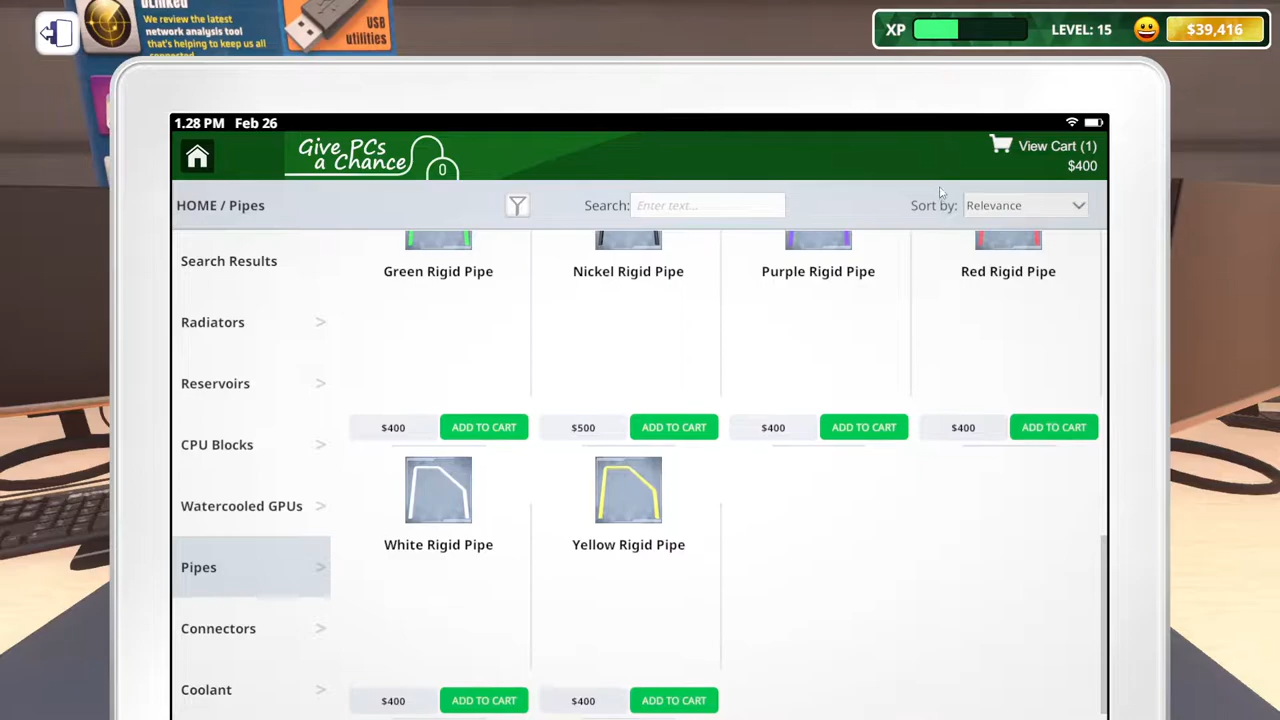 We review the latest
network analysis tool
that's helping to keep us all
USB
utilities
XP
LEVEL: 15
$39,416
1.28 PM Feb 26
Give PCs
a Chance
0
View Cart (1)
$400
HOME / Pipes
Search:
Enter text...
Sort by:
Relevance
Search Results
Radiators >
Reservoirs >
CPU Blocks >
Watercooled GPUs >
Pipes >
Connectors >
Coolant >
Green Rigid Pipe
Nickel Rigid Pipe
Purple Rigid Pipe
Red Rigid Pipe
$400 ADD TO CART
$500 ADD TO CART
$400 ADD TO CART
$400 ADD TO CART
White Rigid Pipe
Yellow Rigid Pipe
$400 ADD TO CART
$400 ADD TO CART